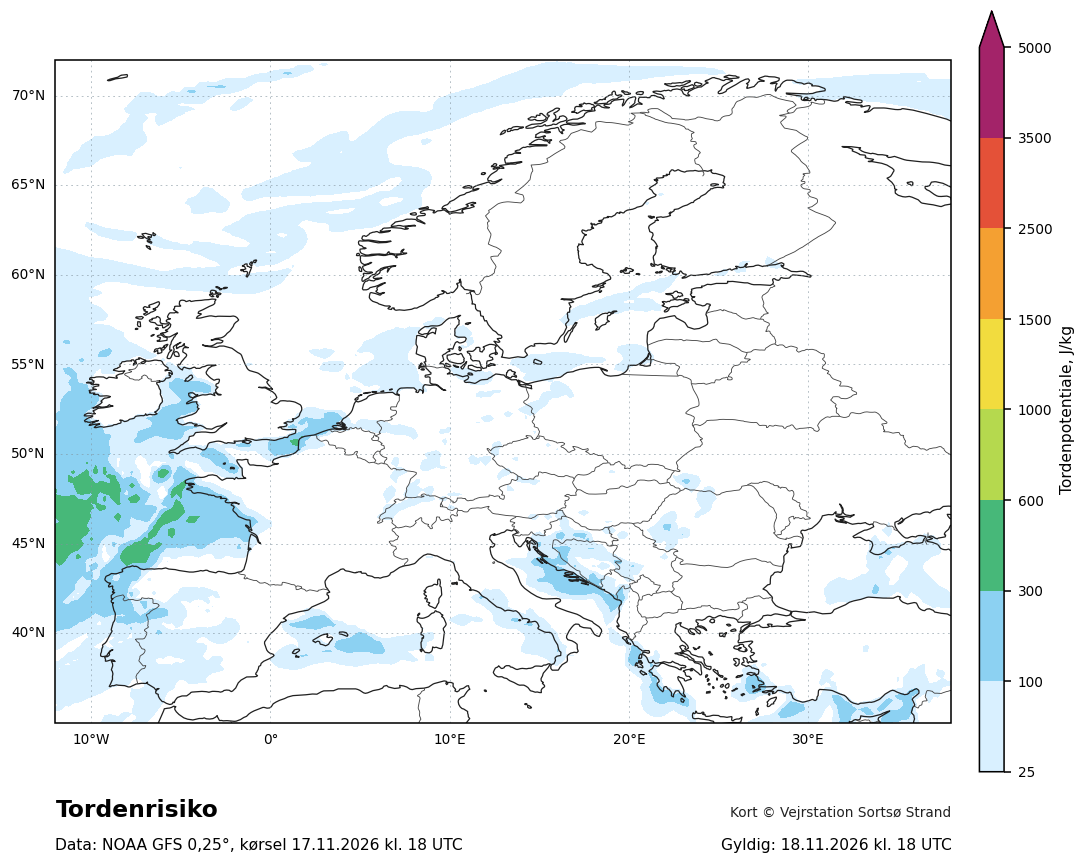 70°N
65°N
60°N
55°N
50°N
45°N
40°N
10°W
0°
10°E
20°E
30°E
5000
3500
2500
1500
1000
600
300
100
25
Tordenpotentiale, J/kg
Tordenrisiko
Kort © Vejrstation Sortsø Strand
Data: NOAA GFS 0,25°, kørsel 17.11.2026 kl. 18 UTC
Gyldig: 18.11.2026 kl. 18 UTC